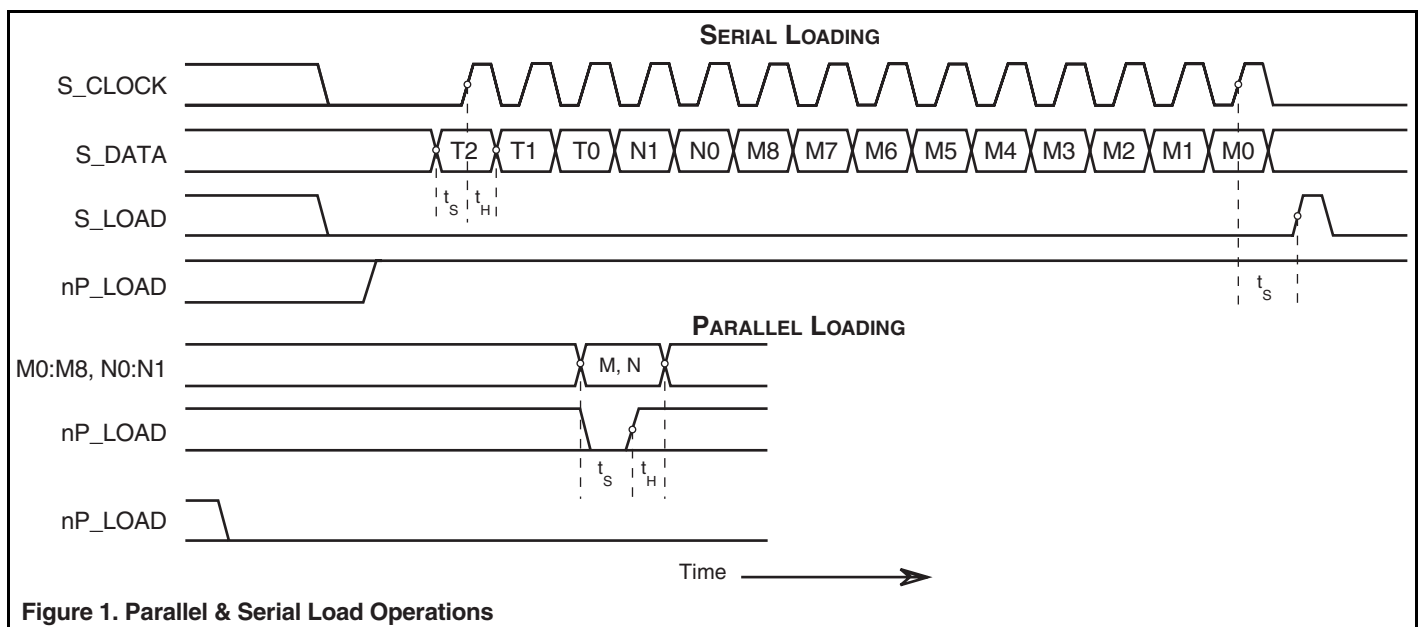 SERIAL LOADING
S_CLOCK
S_DATA T2 T1 T0 N1 N0 M8 M7 M6 M5 M4 M3 M2 M1 M0
tS tH
S_LOAD
nP_LOAD
tS
PARALLEL LOADING
M0:M8, N0:N1 M, N
nP_LOAD
tS tH
nP_LOAD
Time
Figure 1. Parallel & Serial Load Operations